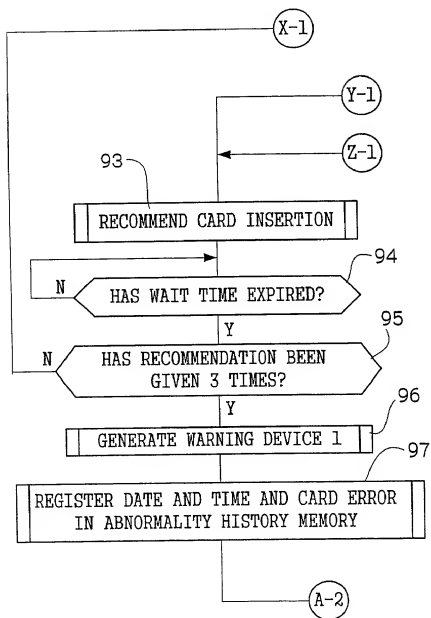 X-1
Y-1
Z-1
93
RECOMMEND CARD INSERTION
94
N
HAS WAIT TIME EXPIRED?
Y
95
N
HAS RECOMMENDATION BEEN
GIVEN 3 TIMES?
Y
96
GENERATE WARNING DEVICE 1
97
REGISTER DATE AND TIME AND CARD ERROR
IN ABNORMALITY HISTORY MEMORY
A-2